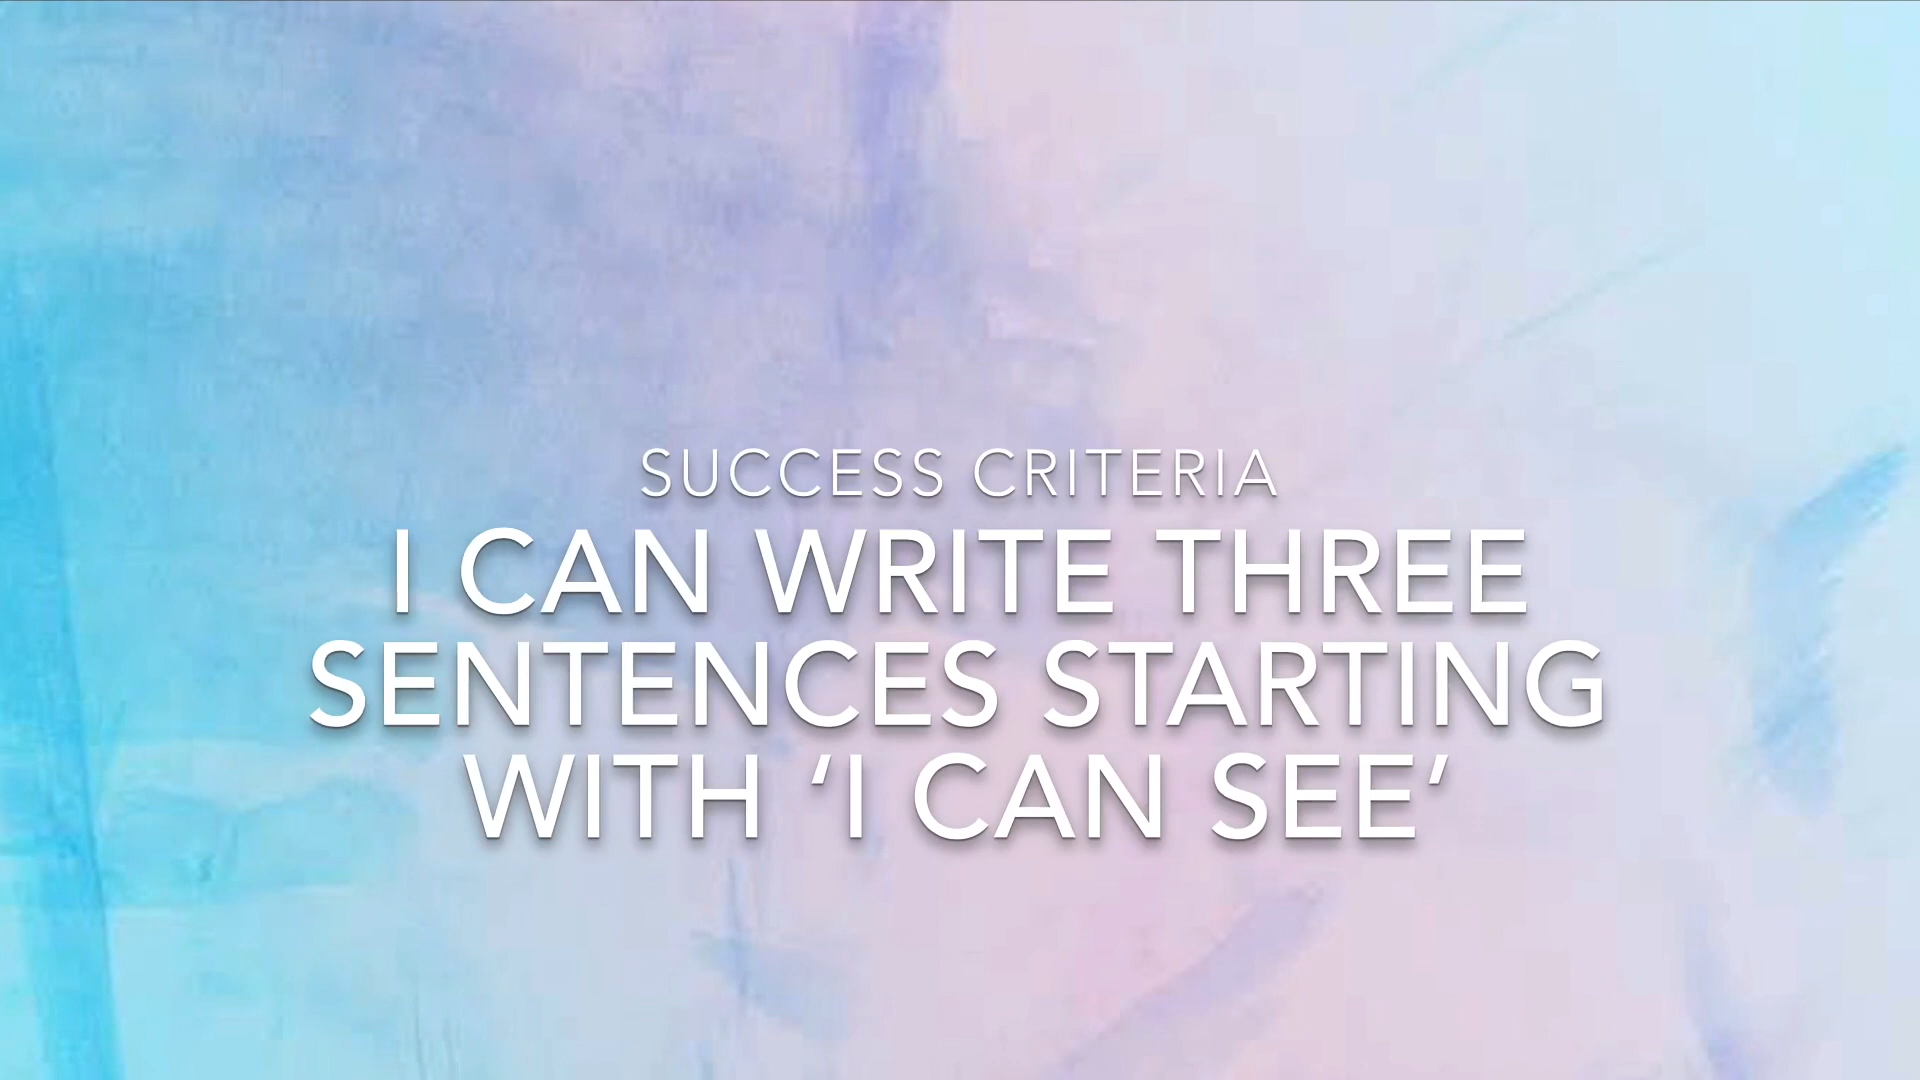 SUCCESS CRITERIA
I CAN WRITE THREE
SENTENCES STARTING
WITH ‘I CAN SEE’